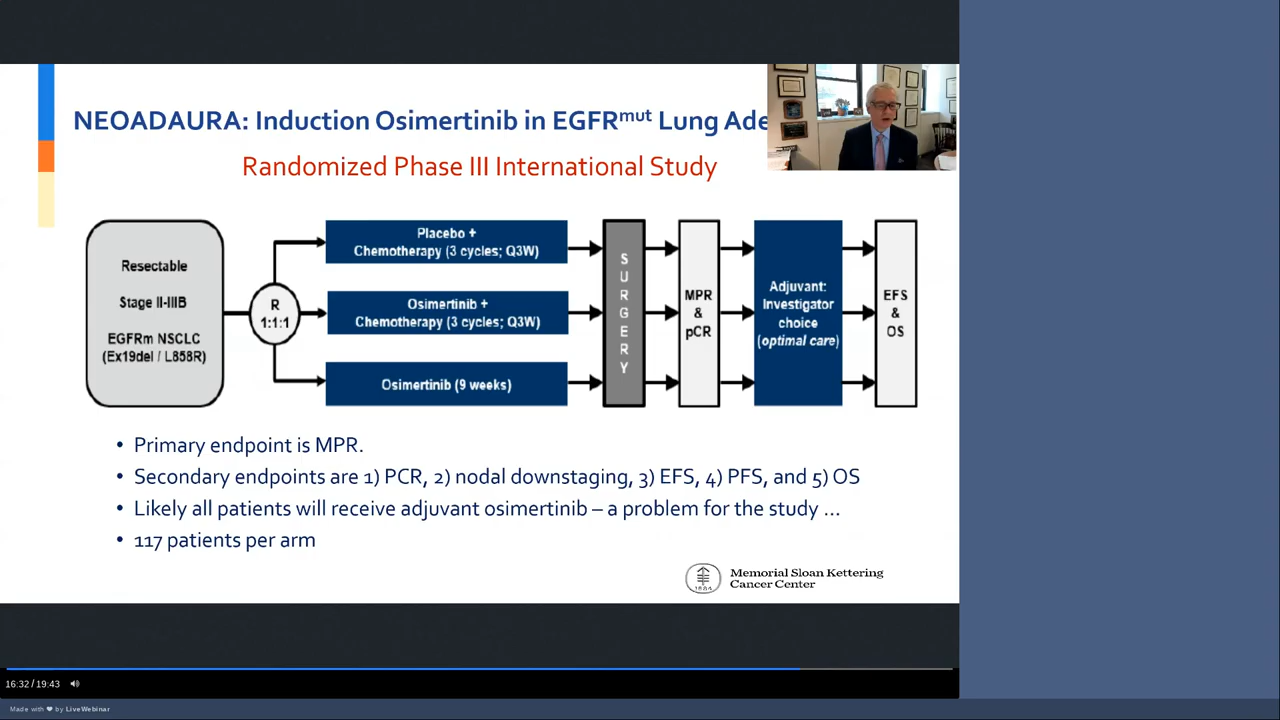 NEOADAURA: Induction Osimertinib in EGFRmut Lung Ade
Randomized Phase III International Study
Resectable
Stage II-IIIB
EGFRm NSCLC
(Ex19del / L858R)
R
1:1:1
Placebo +
Chemotherapy (3 cycles; Q3W)
Osimertinib +
Chemotherapy (3 cycles; Q3W)
Osimertinib (9 weeks)
SURGERY
MPR
&
pCR
Adjuvant:
Investigator
choice
(optimal care)
EFS
&
OS
• Primary endpoint is MPR.
• Secondary endpoints are 1) PCR, 2) nodal downstaging, 3) EFS, 4) PFS, and 5) OS
• Likely all patients will receive adjuvant osimertinib – a problem for the study ...
• 117 patients per arm
1884
Memorial Sloan Kettering
Cancer Center
16:32 / 19:43
Made with ❤ by LiveWebinar